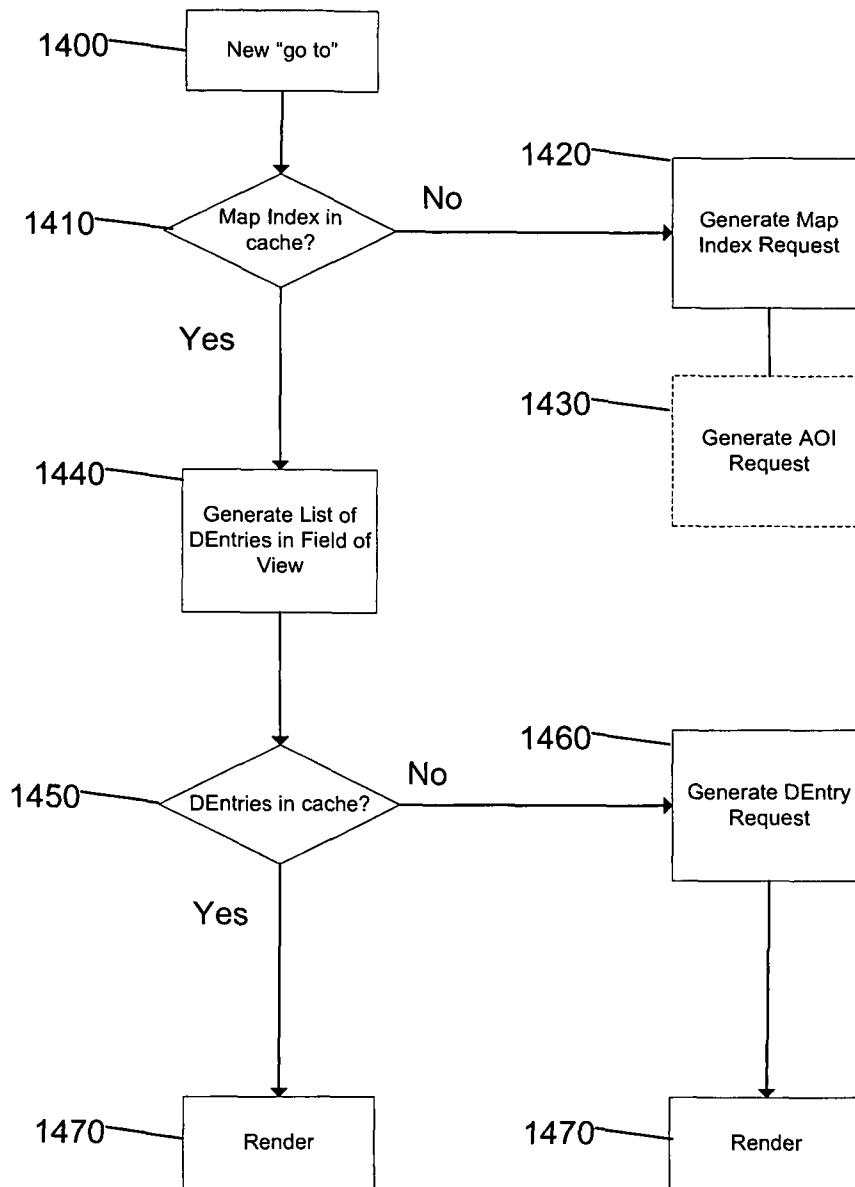 1400
New "go to"
1420
1410
Map Index in
cache?
No
Generate Map
Index Request
Yes
1430
Generate AOI
Request
1440
Generate List of
DEntries in Field of
View
1460
1450
DEntries in cache?
No
Generate DEntry
Request
Yes
1470
Render
1470
Render